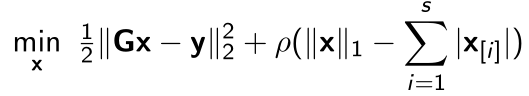 min_x ½‖Gx − y‖₂² + ρ(‖x‖₁ − ∑_{i=1}^{s} |x_{[i]}|)